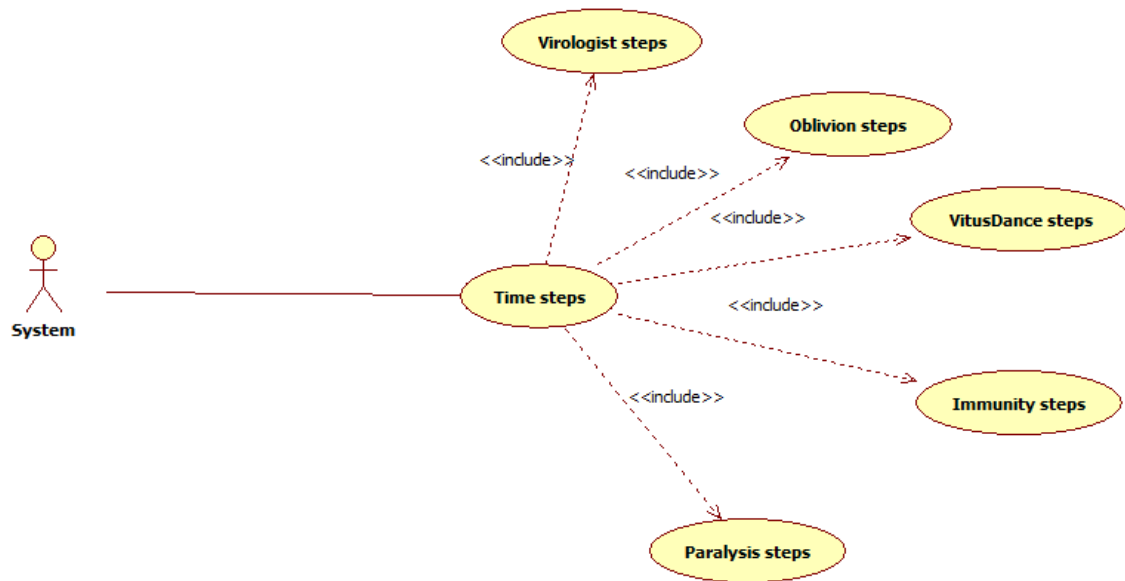 Virologist steps
Oblivion steps
<<include>>
<<include>>
<<include>>
VitusDance steps
System
Time steps
<<include>>
Immunity steps
<<include>>
Paralysis steps